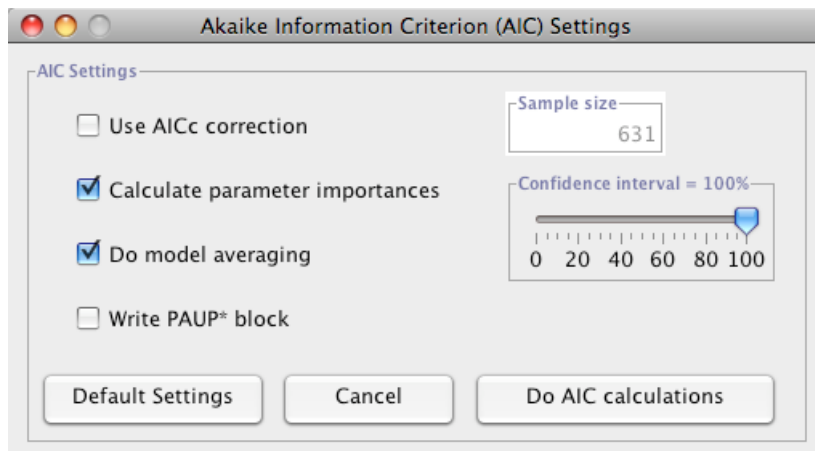 Akaike Information Criterion (AIC) Settings
AIC Settings
Use AICc correction
Sample size
631
Calculate parameter importances
Confidence interval = 100%
0 20 40 60 80 100
Do model averaging
Write PAUP* block
Default Settings
Cancel
Do AIC calculations